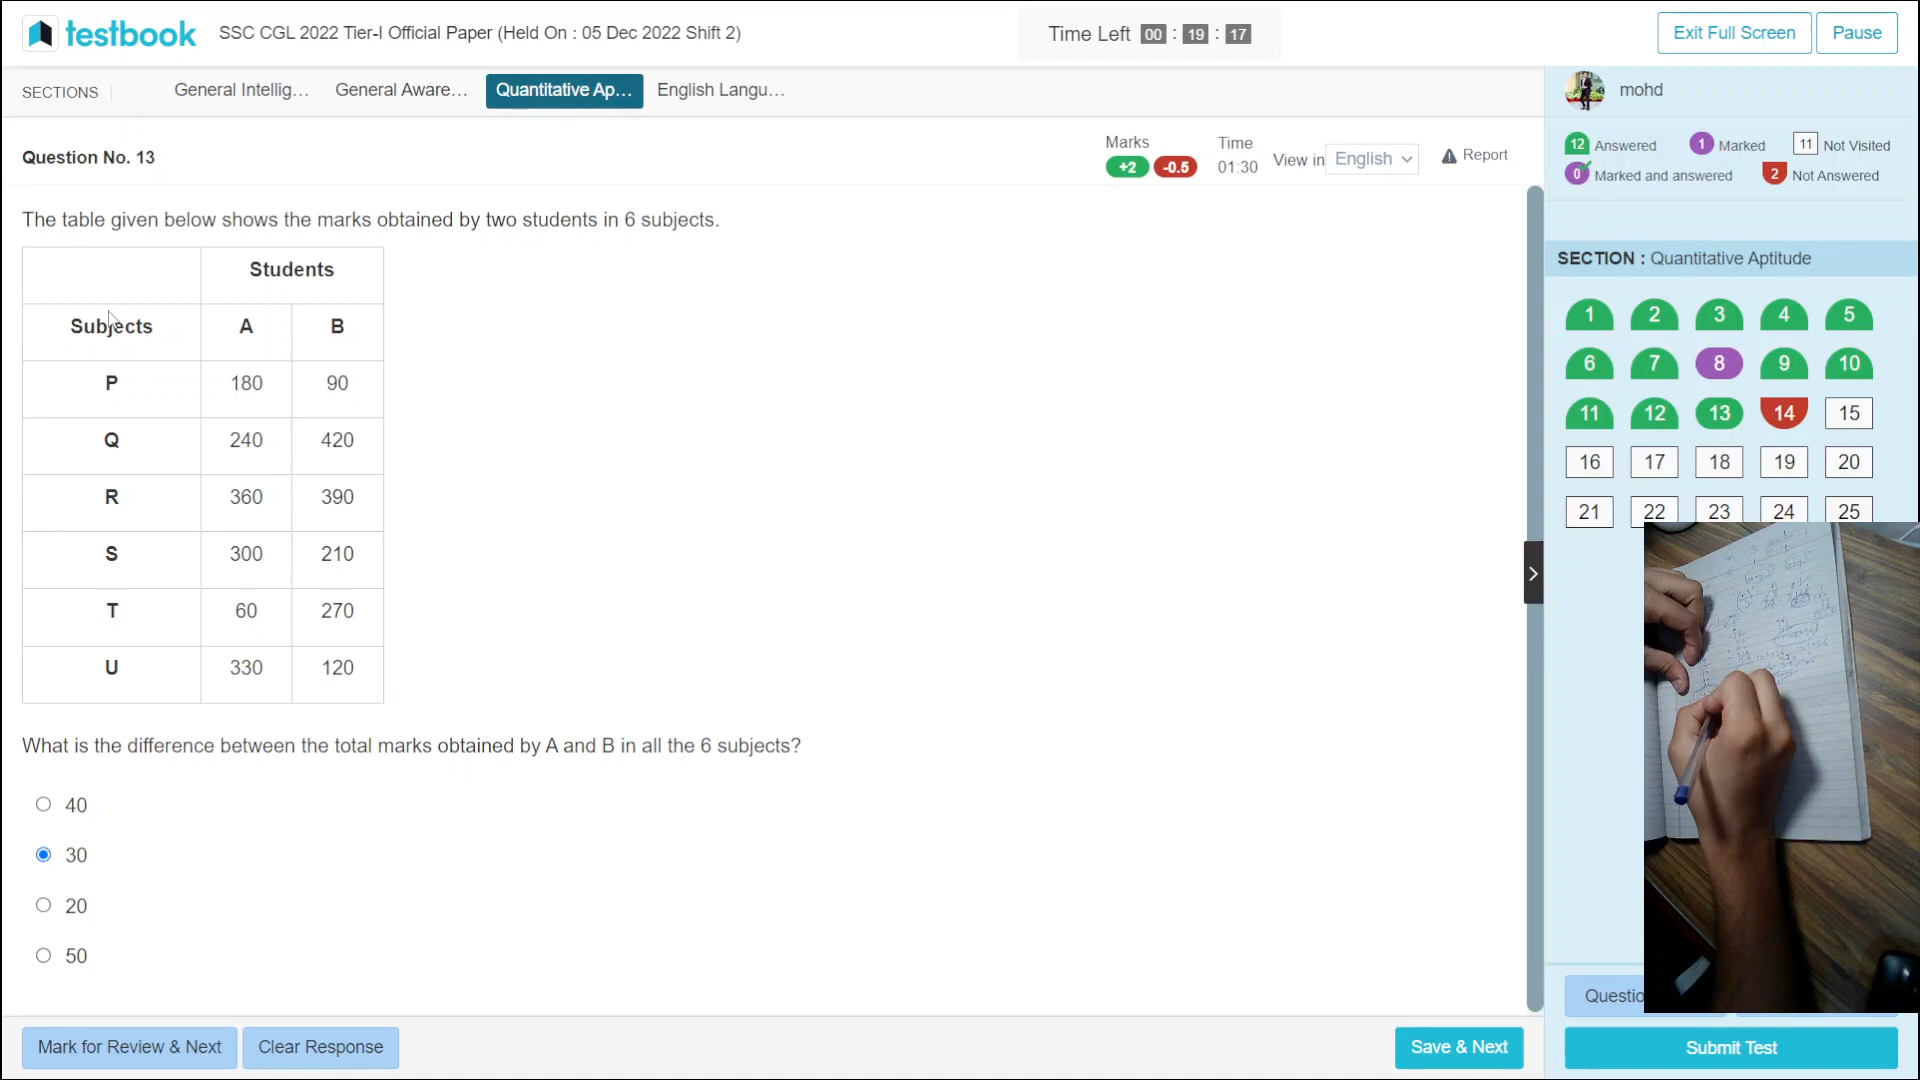 testbook SSC CGL 2022 Tier-I Official Paper (Held On : 05 Dec 2022 Shift 2) Time Left 00 : 19 : 17 Exit Full Screen Pause
SECTIONS General Intellig... General Aware... Quantitative Ap... English Langu...
mohd
Question No. 13
Marks
+2 -0.5
Time
01:30
View in English
Report
12 Answered 1 Marked 11 Not Visited
0 Marked and answered 2 Not Answered
The table given below shows the marks obtained by two students in 6 subjects.
Students
Subjects A B
P 180 90
Q 240 420
R 360 390
S 300 210
T 60 270
U 330 120
What is the difference between the total marks obtained by A and B in all the 6 subjects?
40
30
20
50
SECTION : Quantitative Aptitude
1 2 3 4 5
6 7 8 9 10
11 12 13 14 15
16 17 18 19 20
21 22 23 24 25
Questio
Mark for Review & Next Clear Response Save & Next Submit Test